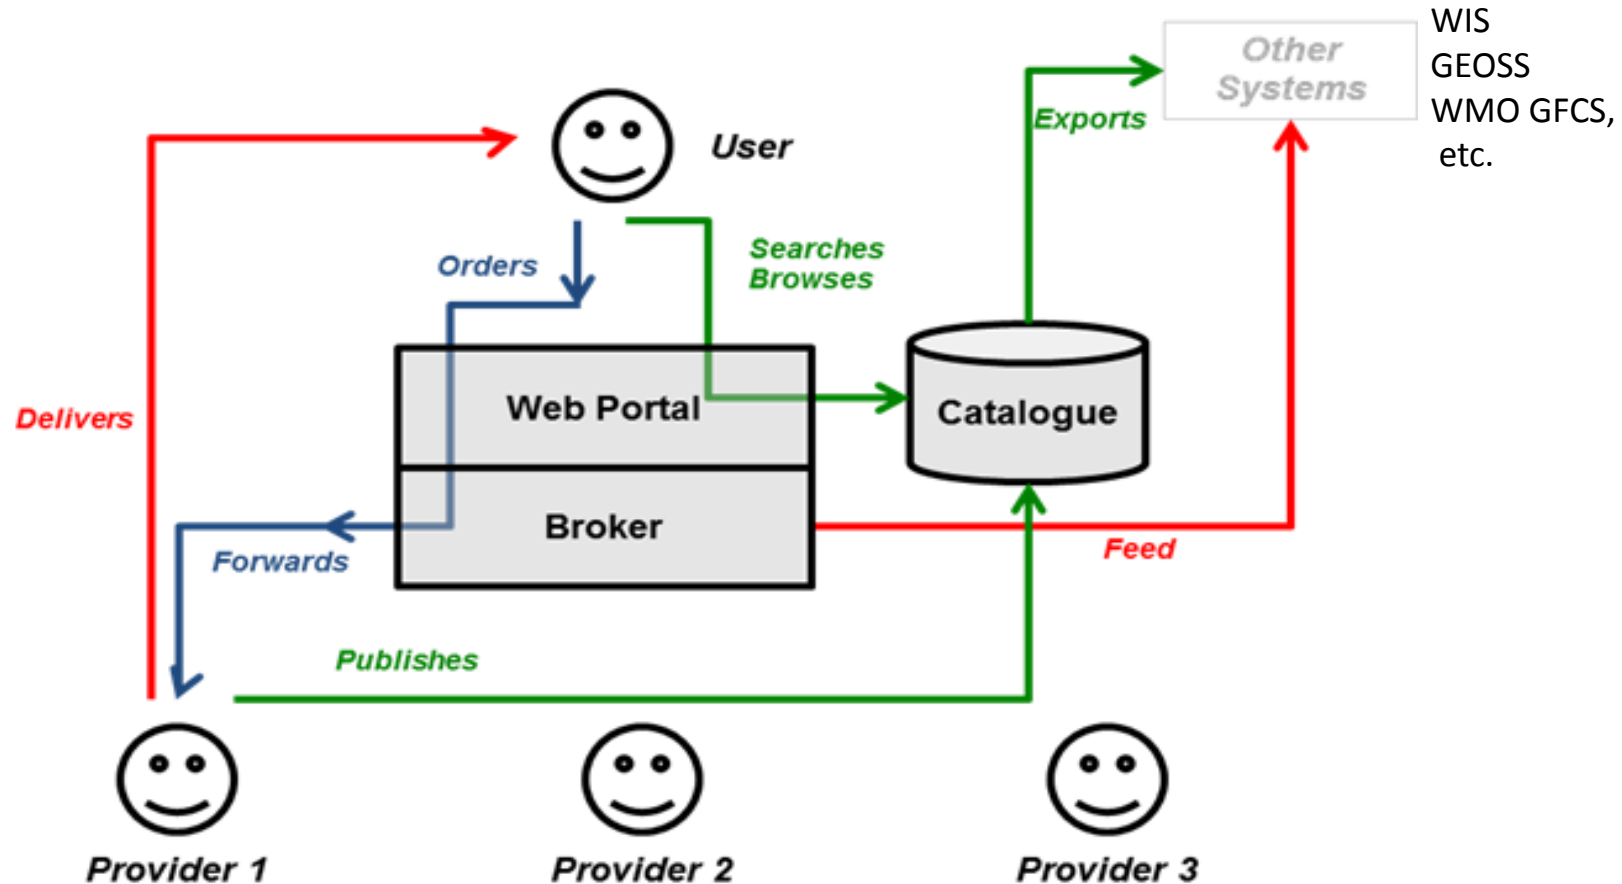 WIS
Other
Systems
GEOSS
WMO GFCS,
etc.
Exports
User
Orders
Searches
Browses
Delivers
Web Portal
Catalogue
Broker
Feed
Forwards
Publishes
Provider 1
Provider 2
Provider 3